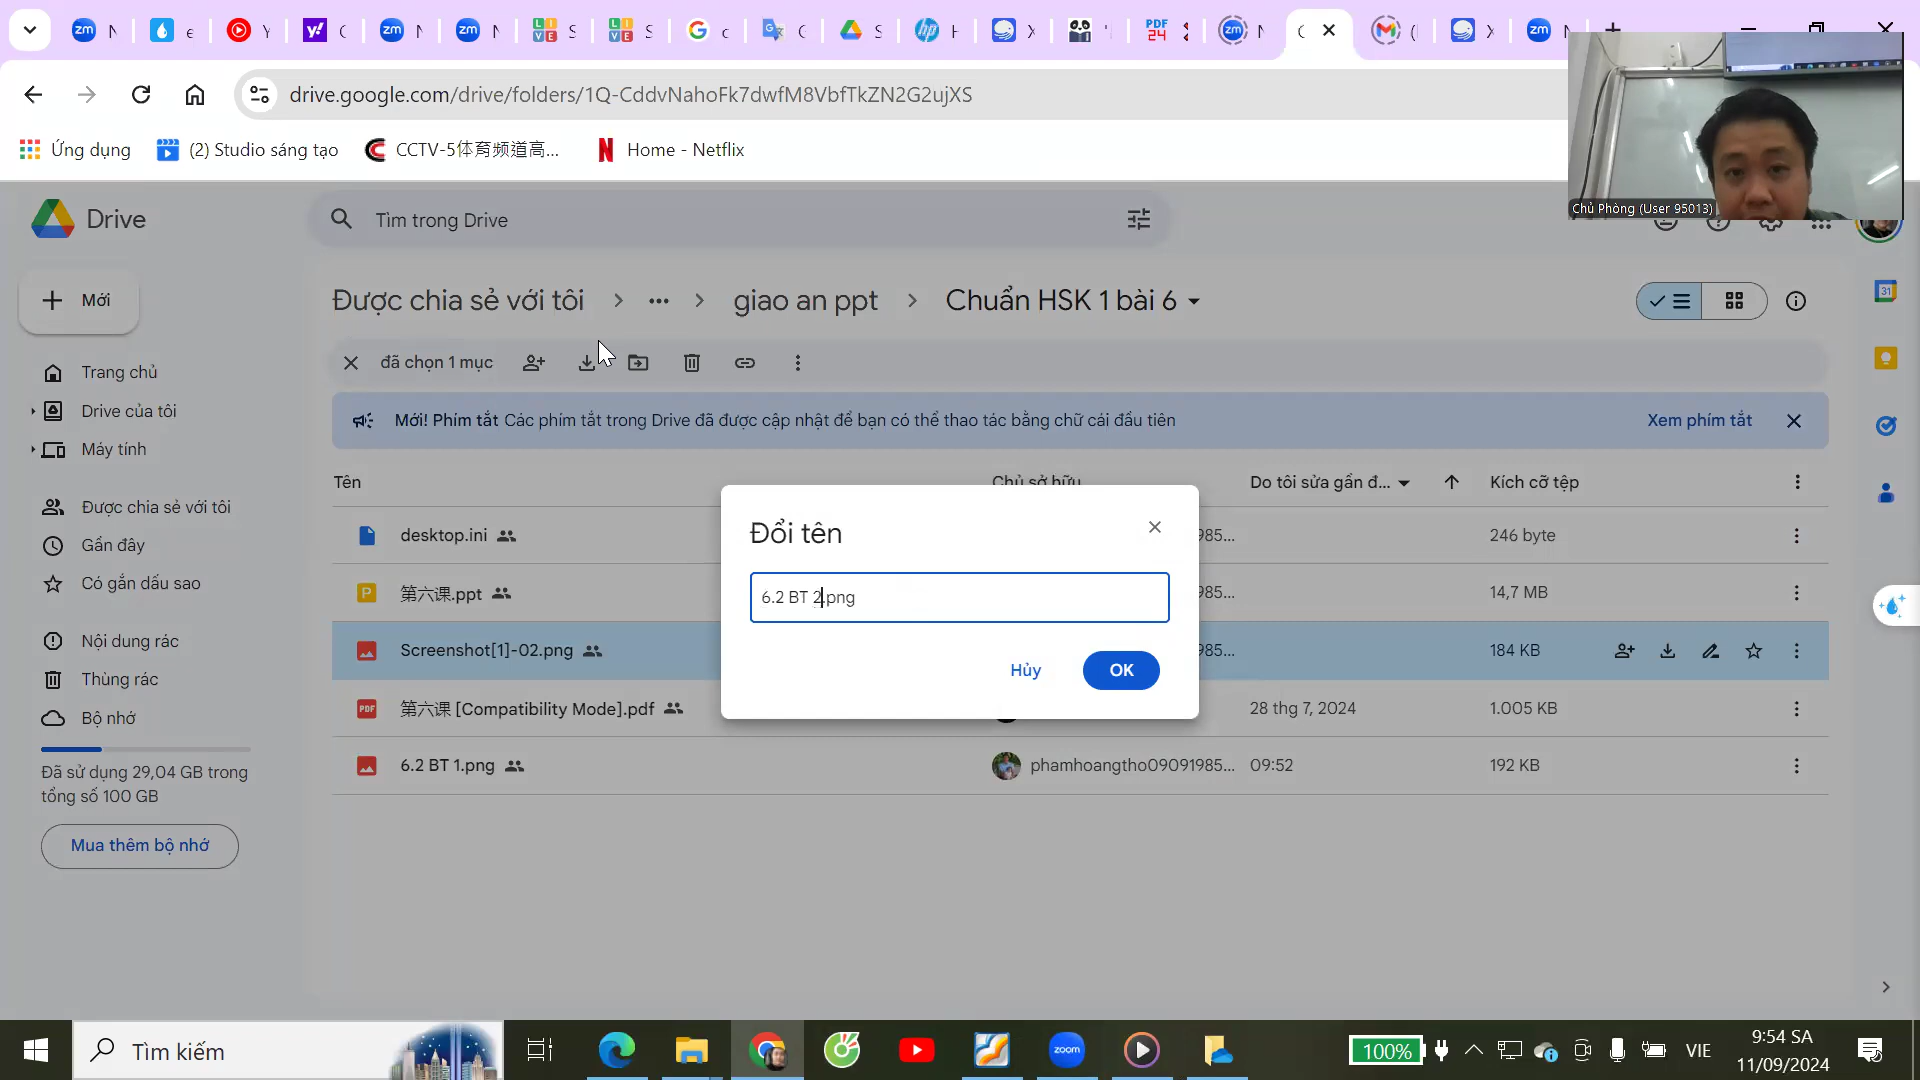 drive.google.com/drive/folders/1Q-CddvNahoFk7dwfM8VbfTkZN2G2ujXS
Ứng dụng
(2) Studio sáng tạo
CCTV-5体育频道高...
Home - Netflix
Chủ Phòng (User 95013)
Drive
Tìm trong Drive
Mới
Được chia sẻ với tôi
giao an ppt
Chuẩn HSK 1 bài 6
đã chọn 1 mục
Mới! Phím tắt Các phím tắt trong Drive đã được cập nhật để bạn có thể thao tác bằng chữ cái đầu tiên
Xem phím tắt
Trang chủ
Drive của tôi
Máy tính
Được chia sẻ với tôi
Gần đây
Có gắn dấu sao
Nội dung rác
Thùng rác
Bộ nhớ
Đã sử dụng 29,04 GB trong
tổng số 100 GB
Mua thêm bộ nhớ
Tên
Chủ sở hữu
Do tôi sửa gần đ...
Kích cỡ tệp
desktop.ini
985...
246 byte
第六课.ppt
985...
14,7 MB
Screenshot[1]-02.png
985...
184 KB
第六课 [Compatibility Mode].pdf
28 thg 7, 2024
1.005 KB
6.2 BT 1.png
phamhoangtho09091985...
09:52
192 KB
Đổi tên
6.2 BT 2.png
Hủy
OK
Tìm kiếm
zoom
100%
VIE
9:54 SA
11/09/2024